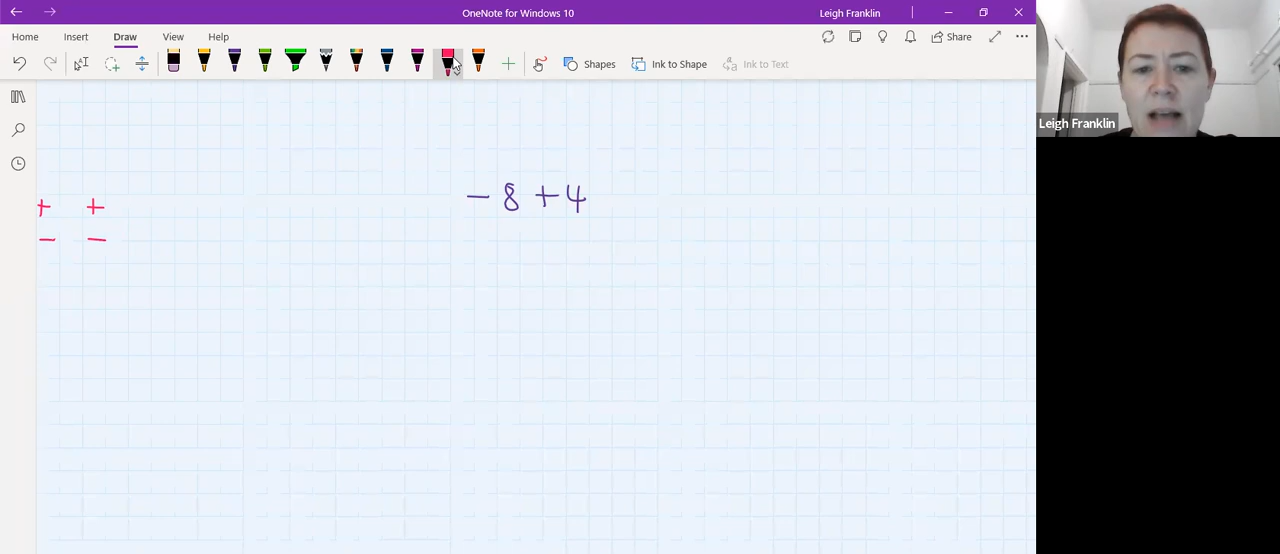 OneNote for Windows 10
Leigh Franklin
Home Insert Draw View Help
Share
Shapes Ink to Shape Ink to Text
Leigh Franklin
- 8 + 4
+ +
- -